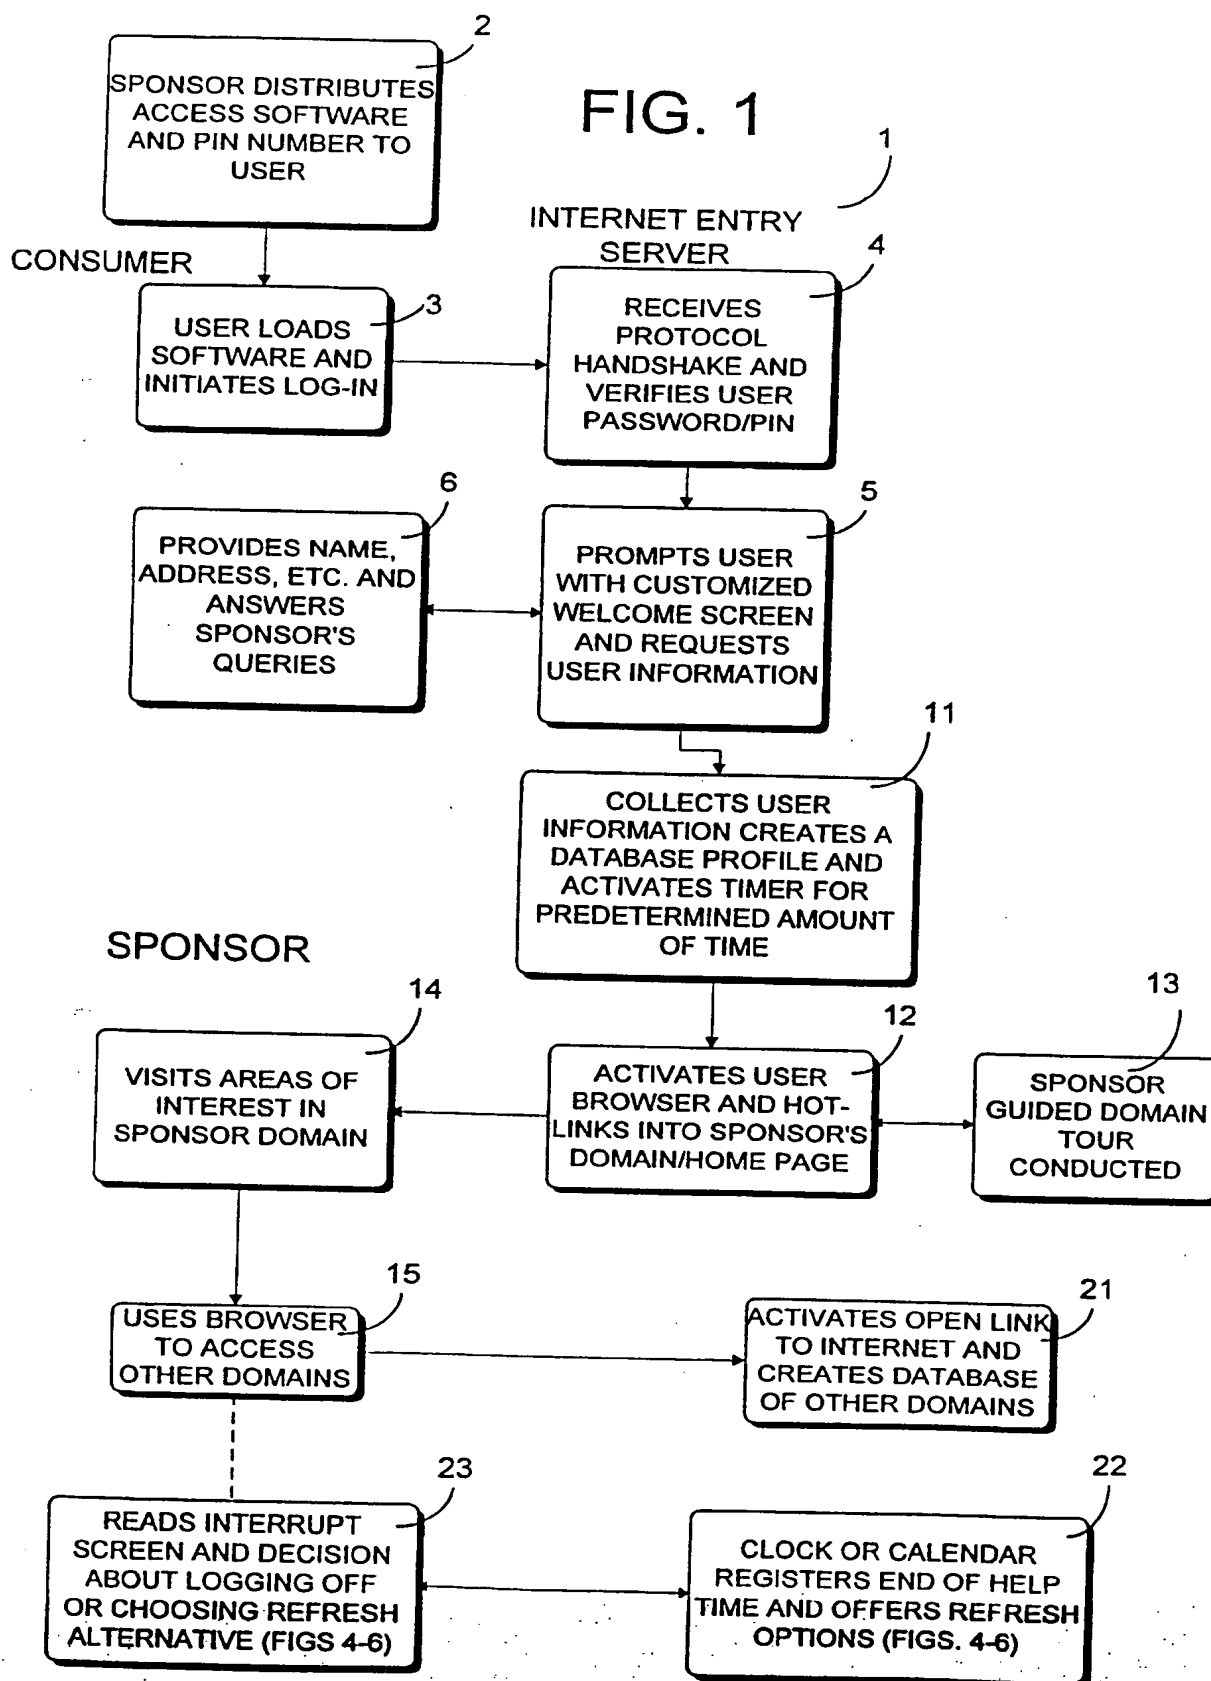 2
SPONSOR DISTRIBUTES
ACCESS SOFTWARE
AND PIN NUMBER TO
USER
FIG. 1
1
INTERNET ENTRY
SERVER
CONSUMER
3
USER LOADS
SOFTWARE AND
INITIATES LOG-IN
4
RECEIVES
PROTOCOL
HANDSHAKE AND
VERIFIES USER
PASSWORD/PIN
6
PROVIDES NAME,
ADDRESS, ETC. AND
ANSWERS
SPONSOR'S
QUERIES
5
PROMPTS USER
WITH CUSTOMIZED
WELCOME SCREEN
AND REQUESTS
USER INFORMATION
11
COLLECTS USER
INFORMATION CREATES A
DATABASE PROFILE AND
ACTIVATES TIMER FOR
PREDETERMINED AMOUNT
OF TIME
SPONSOR
14
VISITS AREAS OF
INTEREST IN
SPONSOR DOMAIN
12
ACTIVATES USER
BROWSER AND HOT-
LINKS INTO SPONSOR'S
DOMAIN/HOME PAGE
13
SPONSOR
GUIDED DOMAIN
TOUR
CONDUCTED
15
USES BROWSER
TO ACCESS
OTHER DOMAINS
21
ACTIVATES OPEN LINK
TO INTERNET AND
CREATES DATABASE
OF OTHER DOMAINS
23
READS INTERRUPT
SCREEN AND DECISION
ABOUT LOGGING OFF
OR CHOOSING REFRESH
ALTERNATIVE (FIGS 4-6)
22
CLOCK OR CALENDAR
REGISTERS END OF HELP
TIME AND OFFERS REFRESH
OPTIONS (FIGS. 4-6)